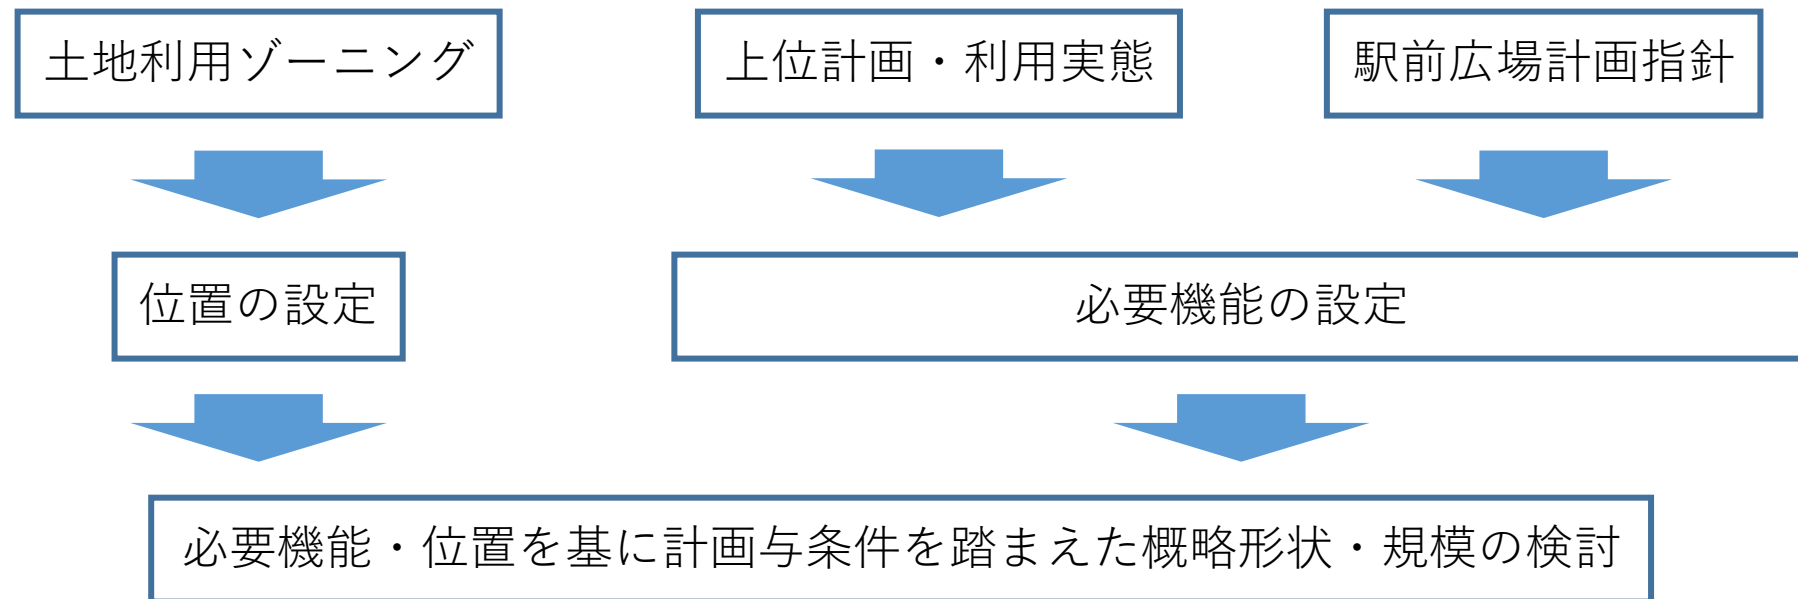 土地利用ゾーニング
上位計画・利用実態
駅前広場計画指針
位置の設定
必要機能の設定
必要機能・位置を基に計画与条件を踏まえた概略形状・規模の検討